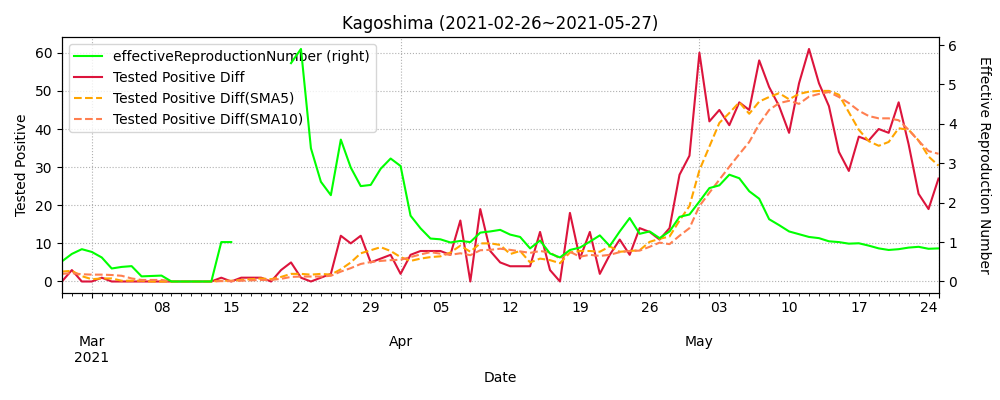 Kagoshima (2021-02-26~2021-05-27)
effectiveReproductionNumber (right)
Tested Positive Diff
Tested Positive Diff(SMA5)
Tested Positive Diff(SMA10)
Tested Positive
60
50
40
30
20
10
0
6
5
4
3
2
1
0
Effective Reproduction Number
08
15
22
29
05
12
19
26
03
10
17
24
Mar
2021
Apr
May
Date